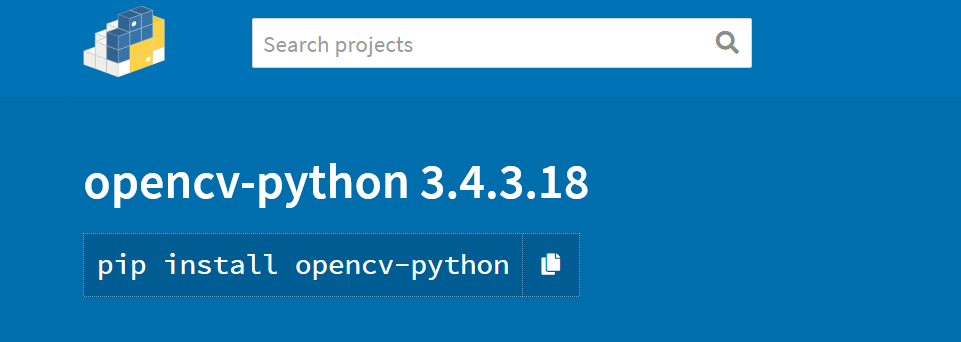 Search projects
opencv-python 3.4.3.18
pip install opencv-python